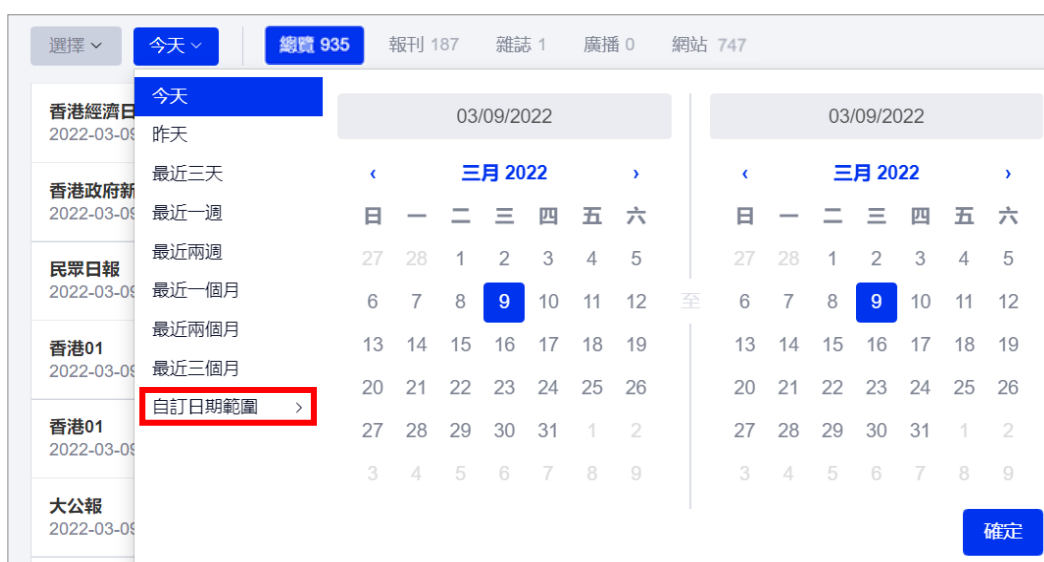 選擇 今天 總覽 935 報刊 187 雜誌 1 廣播 0 網站 747
香港經濟日
2022-03-09
香港政府新
2022-03-09
民眾日報
2022-03-09
香港01
2022-03-09
香港01
2022-03-09
大公報
2022-03-09
今天
昨天
最近三天
最近一週
最近兩週
最近一個月
最近兩個月
最近三個月
自訂日期範圍 >
03/09/2022
‹ 三月 2022 ›
日 一 二 三 四 五 六
27 28 1 2 3 4 5
6 7 8 9 10 11 12
13 14 15 16 17 18 19
20 21 22 23 24 25 26
27 28 29 30 31 1 2
3 4 5 6 7 8 9
至
03/09/2022
‹ 三月 2022 ›
日 一 二 三 四 五 六
27 28 1 2 3 4 5
6 7 8 9 10 11 12
13 14 15 16 17 18 19
20 21 22 23 24 25 26
27 28 29 30 31 1 2
3 4 5 6 7 8 9
確定